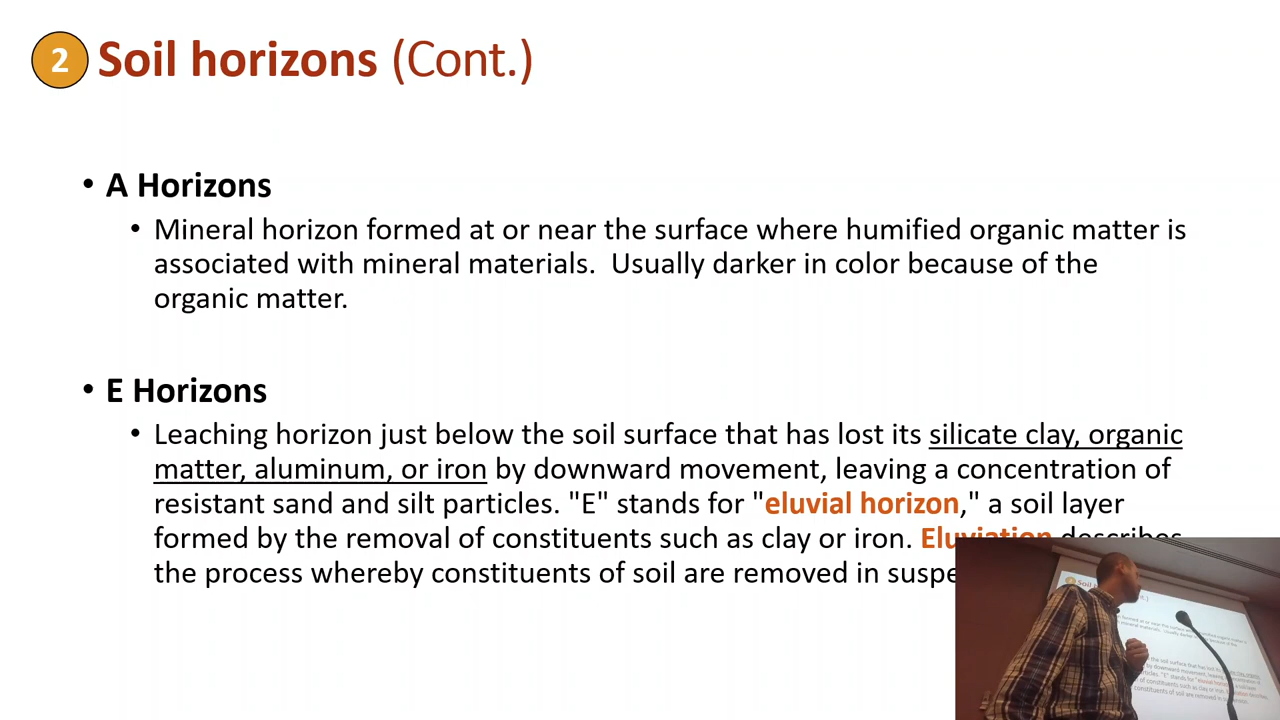 2 Soil horizons (Cont.)
• A Horizons
• Mineral horizon formed at or near the surface where humified organic matter is
associated with mineral materials.  Usually darker in color because of the
organic matter.
• E Horizons
• Leaching horizon just below the soil surface that has lost its silicate clay, organic
matter, aluminum, or iron by downward movement, leaving a concentration of
resistant sand and silt particles. "E" stands for "eluvial horizon," a soil layer
formed by the removal of constituents such as clay or iron. Eluviation describes
the process whereby constituents of soil are removed in